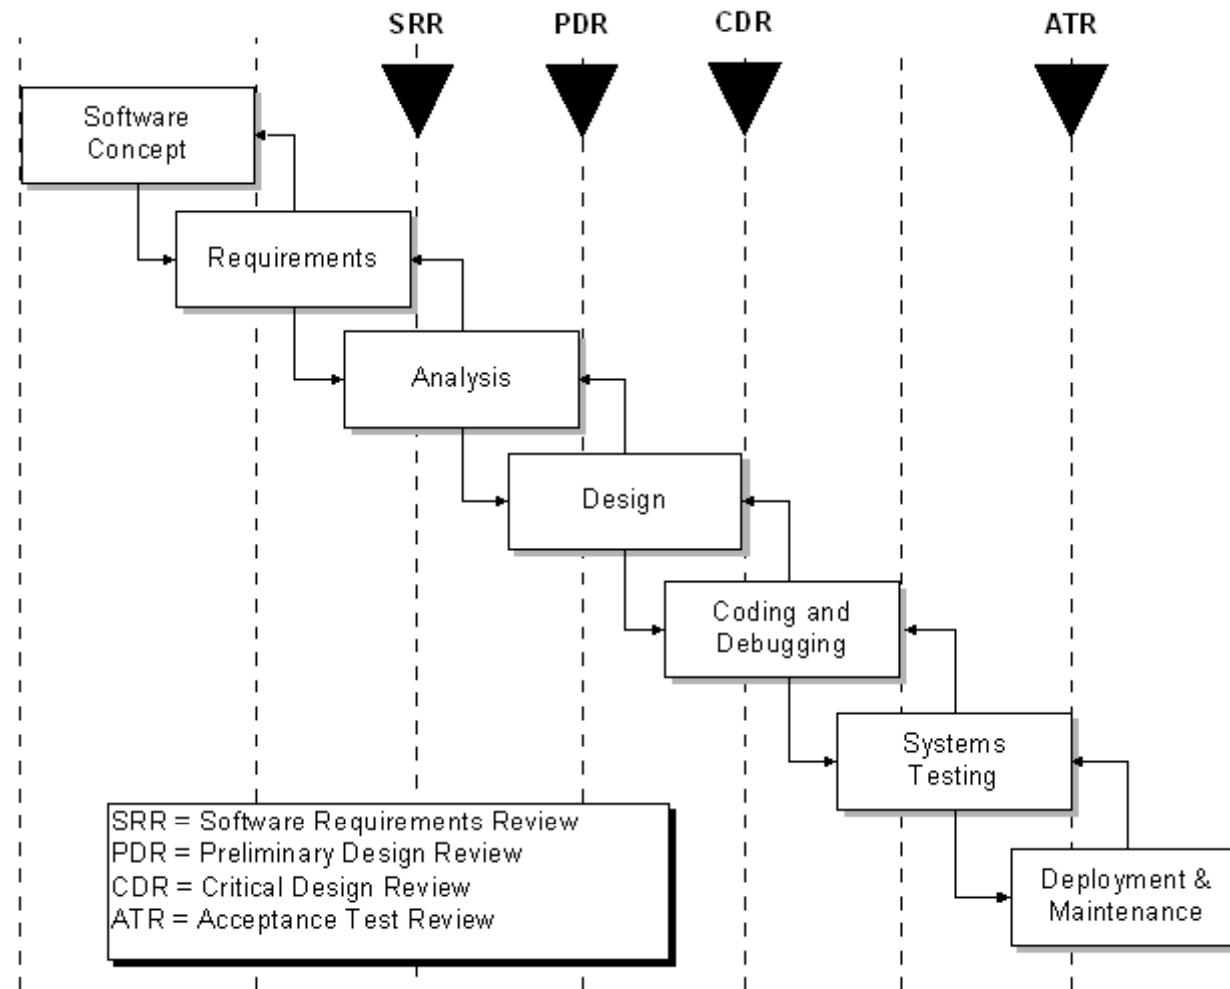 SRR
PDR
CDR
ATR
Software
Concept
Requirements
Analysis
Design
Coding and
Debugging
Systems
Testing
Deployment &
Maintenance
SRR = Software Requirements Review
PDR = Preliminary Design Review
CDR = Critical Design Review
ATR = Acceptance Test Review